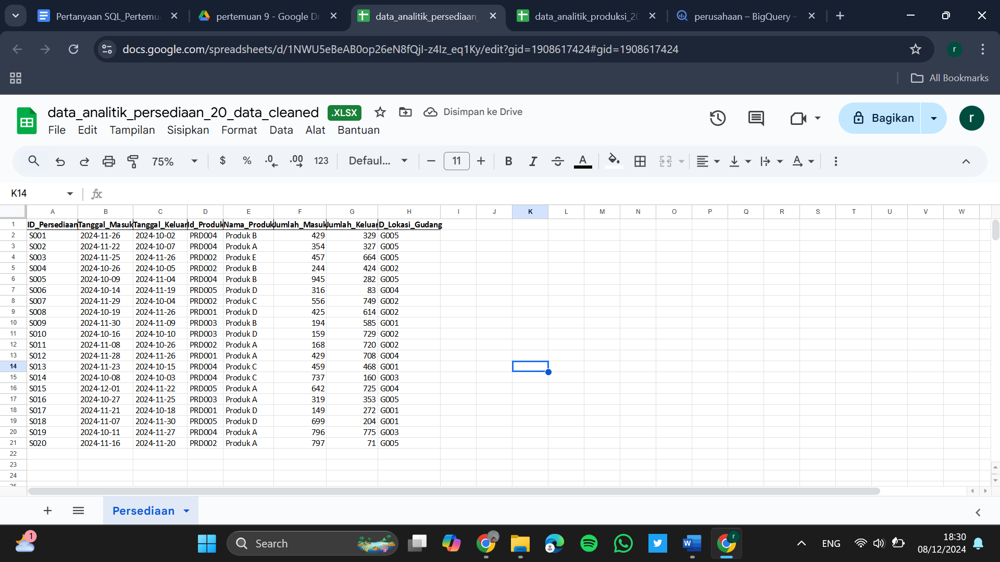 Pertanyaan SQL_Pertemu
pertemuan 9 - Google Dr
data_analitik_persediaan_
data_analitik_produksi_20
perusahaan – BigQuery –
docs.google.com/spreadsheets/d/1NWU5eBeAB0op26eN8fQjI-z4Iz_eq1Ky/edit?gid=1908617424#gid=1908617424
r
All Bookmarks
data_analitik_persediaan_20_data_cleaned .XLSX Disimpan ke Drive
File Edit Tampilan Sisipkan Format Data Alat Bantuan
Bagikan
r
75% $ % .0 .00 123 Defaul... 11 B I A A
K14 fx
A B C D E F G H I J K L M N O P Q R S T U V W
1 ID_Persediaan Tanggal_Masuk Tanggal_Keluar Id_Produk Nama_Produk Jumlah_Masuk Jumlah_Keluar D_Lokasi_Gudang
2 S001 2024-11-26 2024-10-02 PRD004 Produk B 429 329 G005
3 S002 2024-11-22 2024-10-07 PRD004 Produk A 354 327 G005
4 S003 2024-11-25 2024-11-26 PRD002 Produk E 457 664 G005
5 S004 2024-10-26 2024-10-05 PRD002 Produk B 244 424 G002
6 S005 2024-10-09 2024-11-04 PRD004 Produk B 945 282 G005
7 S006 2024-10-14 2024-11-19 PRD005 Produk D 316 83 G004
8 S007 2024-11-29 2024-10-04 PRD002 Produk C 556 749 G002
9 S008 2024-10-19 2024-11-26 PRD001 Produk D 425 614 G002
10 S009 2024-11-30 2024-11-09 PRD003 Produk B 194 585 G001
11 S010 2024-10-16 2024-10-10 PRD003 Produk D 159 729 G002
12 S011 2024-11-08 2024-10-26 PRD002 Produk A 168 720 G002
13 S012 2024-11-28 2024-11-26 PRD001 Produk A 429 708 G004
14 S013 2024-11-23 2024-10-15 PRD004 Produk C 459 468 G001
15 S014 2024-10-08 2024-10-03 PRD004 Produk C 737 160 G003
16 S015 2024-12-01 2024-11-22 PRD005 Produk A 642 725 G004
17 S016 2024-10-27 2024-11-25 PRD003 Produk A 319 353 G005
18 S017 2024-11-21 2024-10-18 PRD001 Produk D 149 272 G001
19 S018 2024-11-07 2024-11-30 PRD005 Produk D 699 204 G001
20 S019 2024-10-11 2024-11-27 PRD004 Produk A 796 775 G003
21 S020 2024-11-16 2024-11-20 PRD002 Produk A 797 71 G005
22
23
24
25
Persediaan
1
Search
W
r
ENG
18:30
08/12/2024